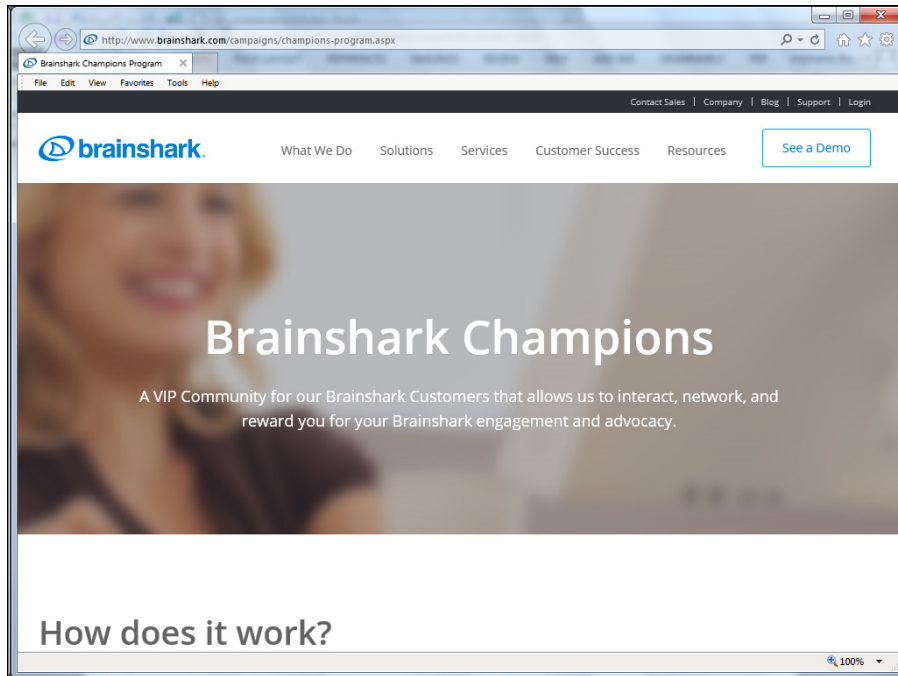 http://www.brainshark.com/campaigns/champions-program.aspx
Brainshark Champions Program
File Edit View Favorites Tools Help
Contact Sales | Company | Blog | Support | Login
brainshark.
What We Do Solutions Services Customer Success Resources See a Demo
Brainshark Champions
A VIP Community for our Brainshark Customers that allows us to interact, network, and
reward you for your Brainshark engagement and advocacy.
How does it work?
100%